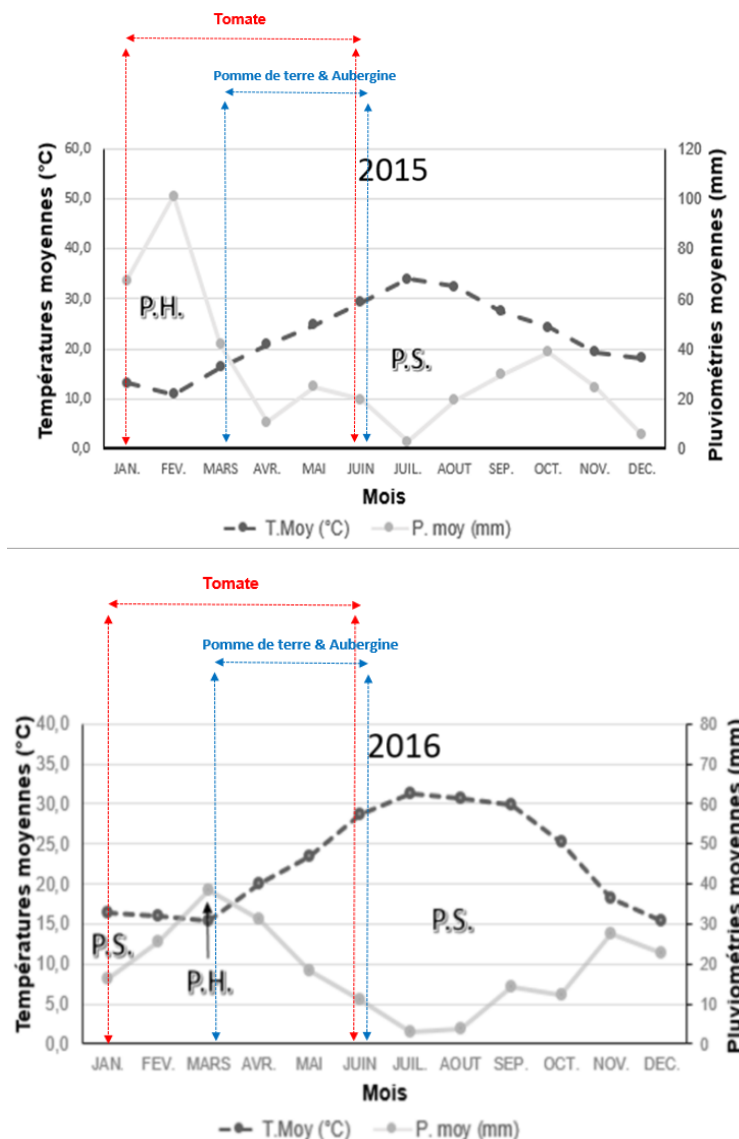 Tomate
Pomme de terre & Aubergine
2015
Températures moyennes (°C)
60,0
50,0
40,0
30,0
20,0
10,0
0,0
P.H.
P.S.
120
100
80
60
40
20
0
Pluviométries moyennes (mm)
JAN. FEV. MARS AVR. MAI JUIN JUIL. AOUT SEP. OCT. NOV. DEC.
Mois
T.Moy (°C) P. moy (mm)
Tomate
Pomme de terre & Aubergine
2016
Températures moyennes (°C)
40,0
35,0
30,0
25,0
20,0
15,0
10,0
5,0
0,0
P.S.
P.H.
P.S.
80
70
60
50
40
30
20
10
0
Pluviométries moyennes (mm)
JAN. FEV. MARS AVR. MAI JUIN JUIL. AOUT SEP. OCT. NOV. DEC.
Mois
T.Moy (°C) P. moy (mm)